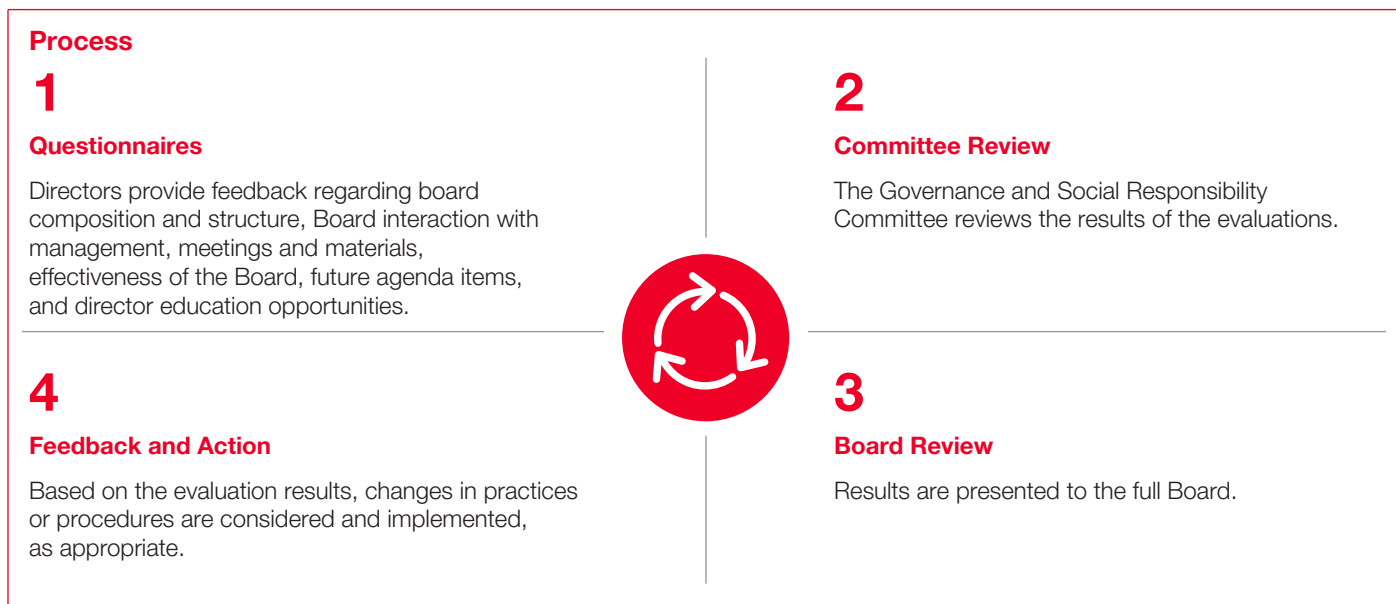 Process
1
Questionnaires
Directors provide feedback regarding board
composition and structure, Board interaction with
management, meetings and materials,
effectiveness of the Board, future agenda items,
and director education opportunities.
2
Committee Review
The Governance and Social Responsibility
Committee reviews the results of the evaluations.
3
Board Review
Results are presented to the full Board.
4
Feedback and Action
Based on the evaluation results, changes in practices
or procedures are considered and implemented,
as appropriate.